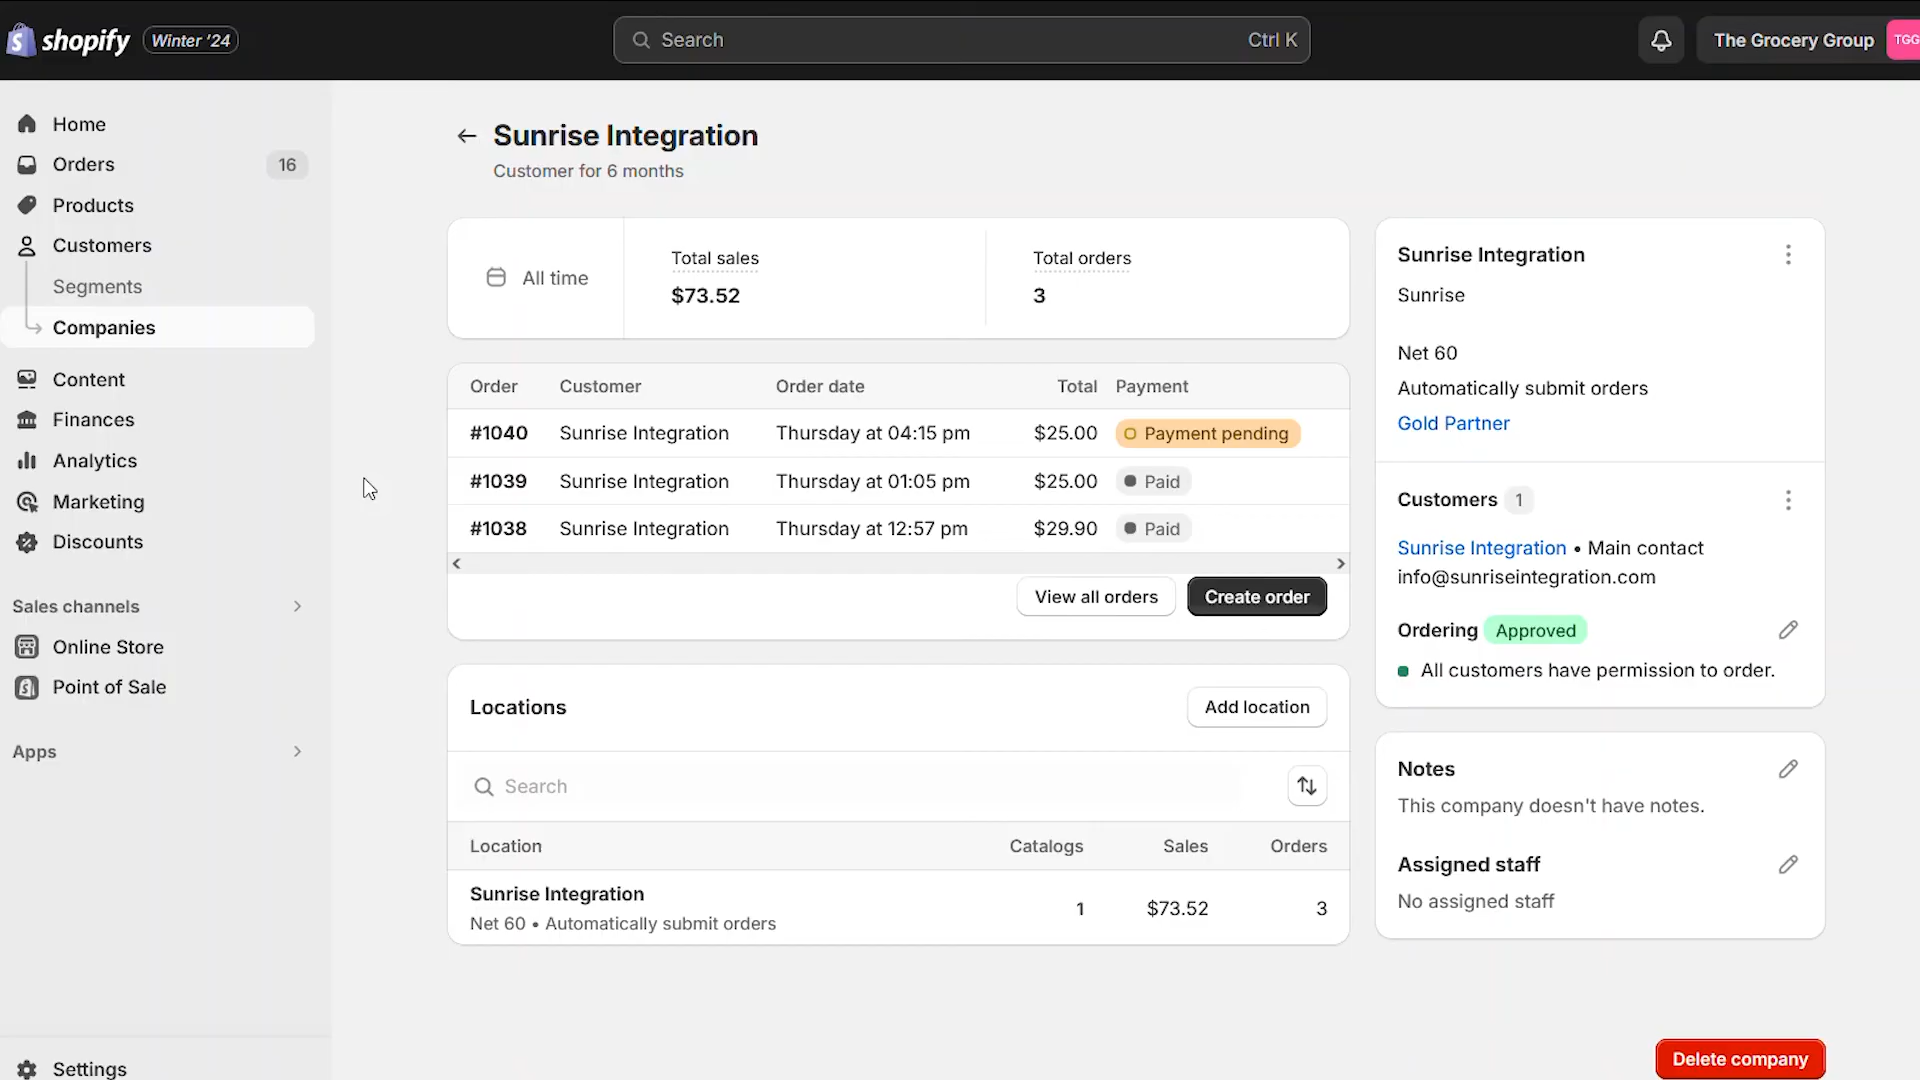 shopify Winter '24
Search Ctrl K
The Grocery Group TGG
Home
Orders 16
Products
Customers
Segments
Companies
Content
Finances
Analytics
Marketing
Discounts
Sales channels
Online Store
Point of Sale
Apps
Settings
Sunrise Integration
Customer for 6 months
All time
Total sales
$73.52
Total orders
3
Order Customer Order date Total Payment
#1040 Sunrise Integration Thursday at 04:15 pm $25.00 Payment pending
#1039 Sunrise Integration Thursday at 01:05 pm $25.00 Paid
#1038 Sunrise Integration Thursday at 12:57 pm $29.90 Paid
View all orders Create order
Locations Add location
Search
Location Catalogs Sales Orders
Sunrise Integration
Net 60 • Automatically submit orders
1 $73.52 3
Sunrise Integration
Sunrise
Net 60
Automatically submit orders
Gold Partner
Customers 1
Sunrise Integration • Main contact
info@sunriseintegration.com
Ordering Approved
All customers have permission to order.
Notes
This company doesn't have notes.
Assigned staff
No assigned staff
Delete company